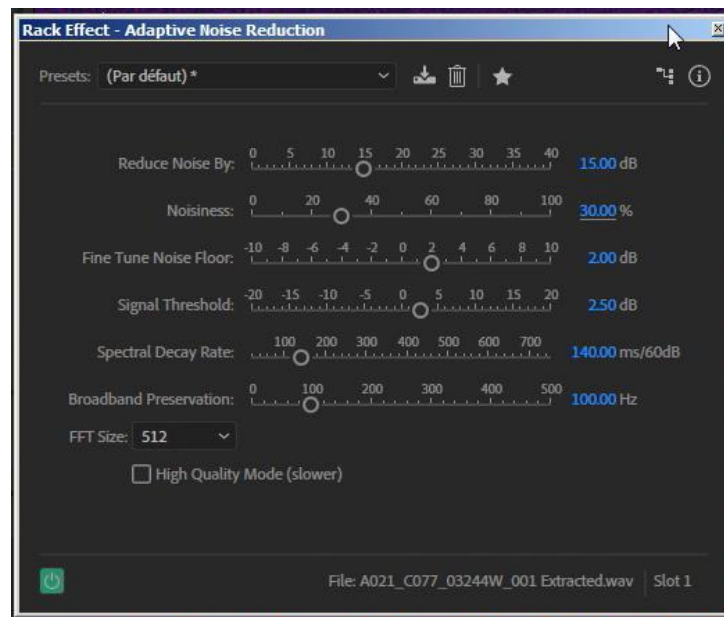 Rack Effect - Adaptive Noise Reduction
Presets: (Par défaut) *
0 5 10 15 20 25 30 35 40
Reduce Noise By: 15.00 dB
0 20 40 60 80 100
Noisiness: 30.00 %
-10 -8 -6 -4 -2 0 2 4 6 8 10
Fine Tune Noise Floor: 2.00 dB
-20 -15 -10 -5 0 5 10 15 20
Signal Threshold: 2.50 dB
100 200 300 400 500 600 700
Spectral Decay Rate: 140.00 ms/60dB
0 100 200 300 400 500
Broadband Preservation: 100.00 Hz
FFT Size: 512
High Quality Mode (slower)
File: A021_C077_03244W_001 Extracted.wav Slot 1